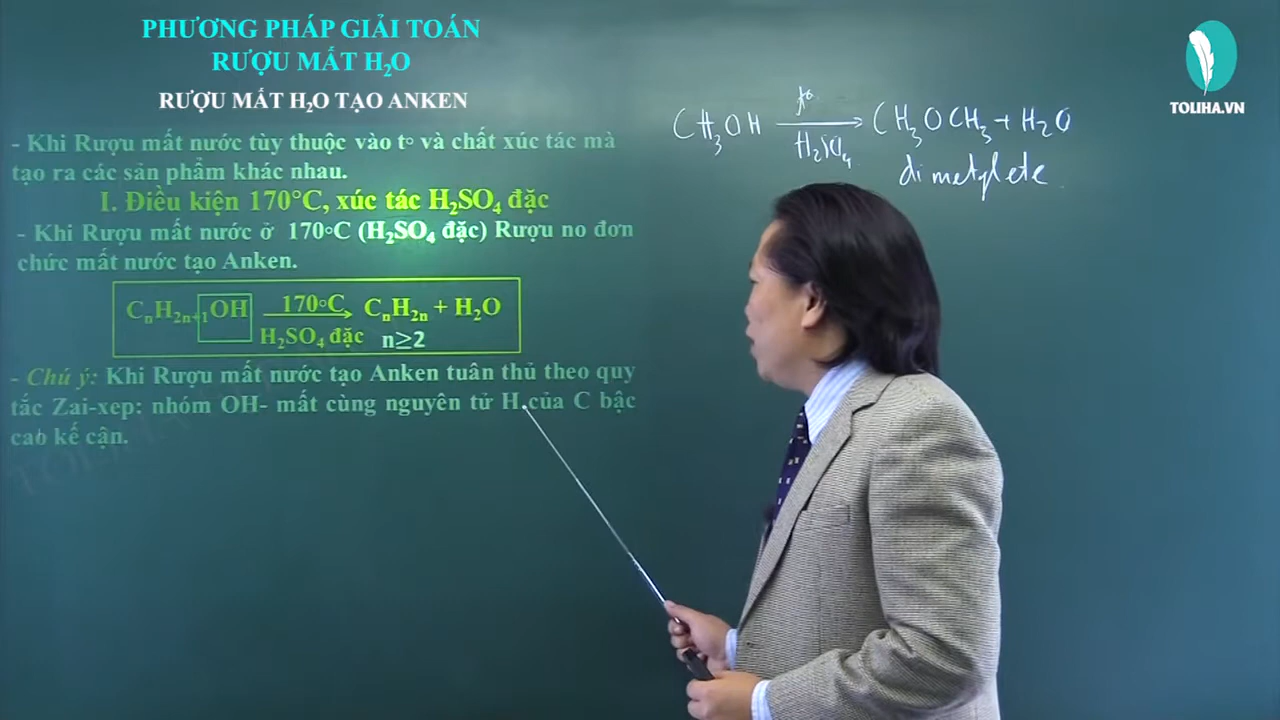 PHƯƠNG PHÁP GIẢI TOÁN
RƯỢU MẤT H₂O
RƯỢU MẤT H₂O TẠO ANKEN
- Khi Rượu mất nước tùy thuộc vào t° và chất xúc tác mà
tạo ra các sản phẩm khác nhau.
I. Điều kiện 170°C, xúc tác H₂SO₄ đặc
- Khi Rượu mất nước ở 170°C (H₂SO₄ đặc) Rượu no đơn
chức mất nước tạo Anken.
CₙH₂ₙ₊₁OH 170°C CₙH₂ₙ + H₂O
H₂SO₄ đặc n≥2
- Chú ý: Khi Rượu mất nước tạo Anken tuân thủ theo quy
tắc Zai-xep: nhóm OH- mất cùng nguyên tử H của C bậc
cao kế cận.
t°
CH₃OH → CH₃OCH₃ + H₂O
H₂SO₄
đimetylete
TOLIHA.VN